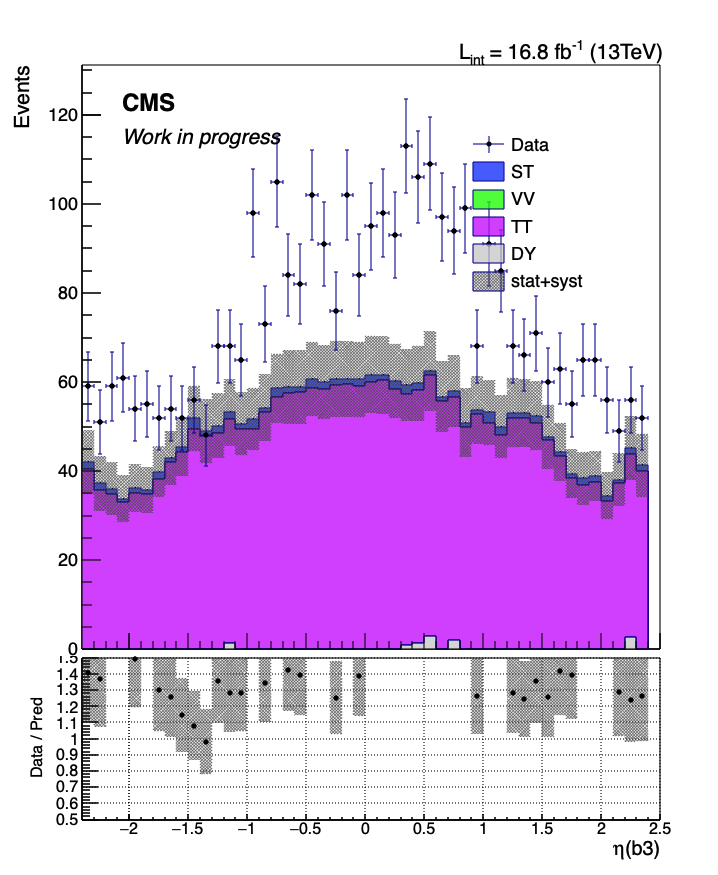 L_int = 16.8 fb⁻¹ (13TeV)
Events
CMS
Work in progress
Data
ST
VV
TT
DY
stat+syst
120
100
80
60
40
20
0
Data / Pred
1.5
1.4
1.3
1.2
1.1
1
0.9
0.8
0.7
0.6
0.5
−2 −1.5 −1 −0.5 0 0.5 1 1.5 2 2.5
η(b3)